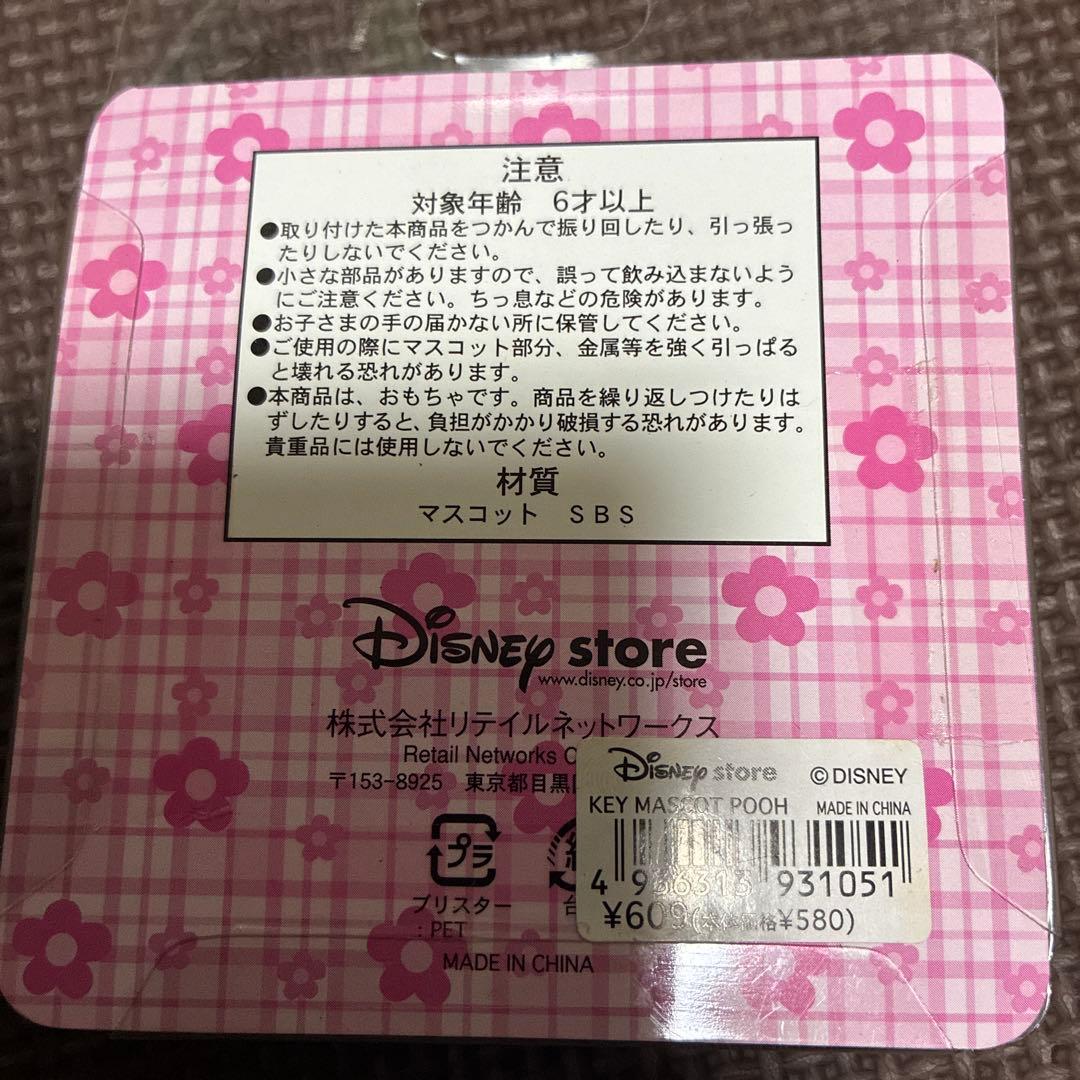 注意
対象年齢　6才以上
●取り付けた本商品をつかんで振り回したり、引っ張っ
たりしないでください。
●小さな部品がありますので、誤って飲み込まないよう
にご注意ください。ちっ息などの危険があります。
●お子さまの手の届かない所に保管してください。
●ご使用の際にマスコット部分、金属等を強く引っぱる
と壊れる恐れがあります。
●本商品は、おもちゃです。商品を繰り返しつけたりは
ずしたりすると、負担がかかり破損する恐れがあります。
貴重品には使用しないでください。
材質
マスコット　SBS
Disney store
www.disney.co.jp/store
株式会社リテイルネットワークス
Retail Networks C
〒153-8925　東京都目黒
プラ
ブリスター
: PET
台
MADE IN CHINA
Disney store ©DISNEY
KEY MASCOT POOH MADE IN CHINA
4 936313 931051
¥609(本体価格¥580)